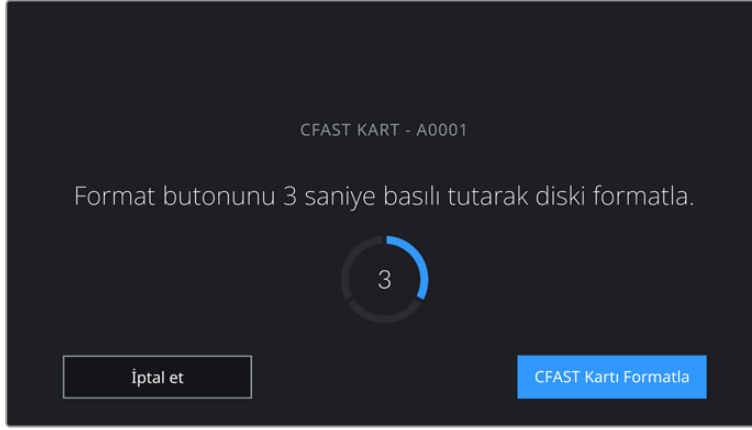 CFAST KART - A0001
Format butonunu 3 saniye basılı tutarak diski formatla.
3
İptal et
CFAST Kartı Formatla